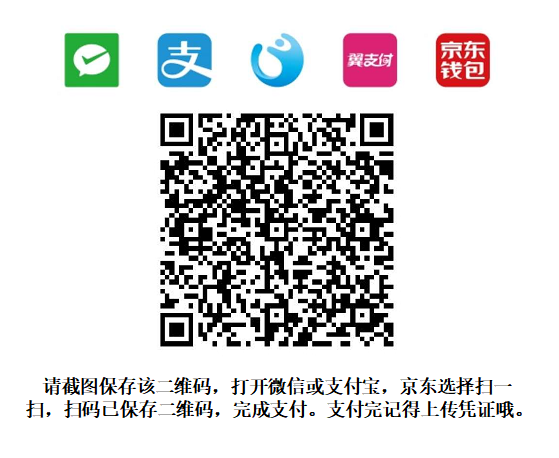 支
翼支付
京东
钱包
请截图保存该二维码，打开微信或支付宝，京东选择扫一
扫，扫码已保存二维码，完成支付。支付完记得上传凭证哦。